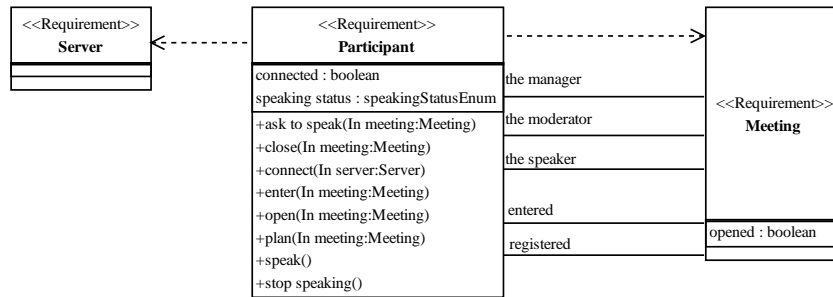 <<Requirement>>
Server
<<Requirement>>
Participant
connected : boolean
speaking status : speakingStatusEnum
+ask to speak(In meeting:Meeting)
+close(In meeting:Meeting)
+connect(In server:Server)
+enter(In meeting:Meeting)
+open(In meeting:Meeting)
+plan(In meeting:Meeting)
+speak()
+stop speaking()
the manager
the moderator
the speaker
entered
registered
<<Requirement>>
Meeting
opened : boolean